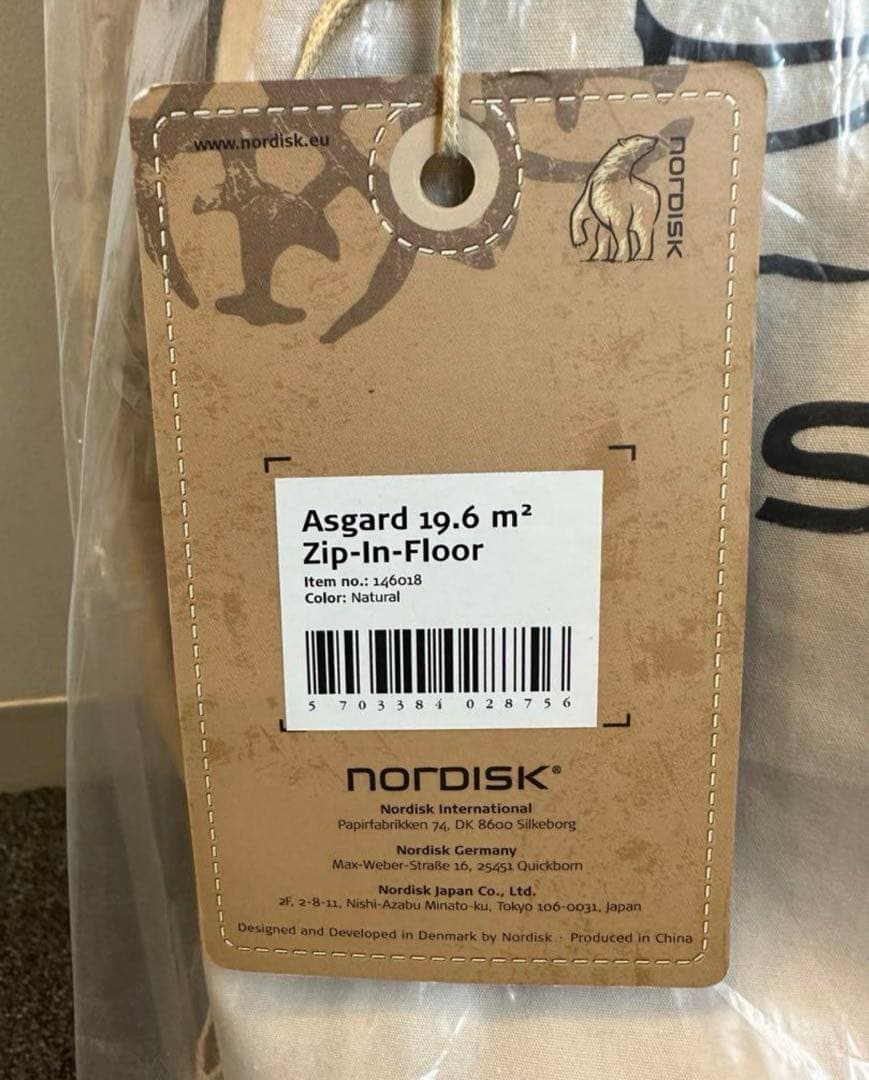 www.nordisk.eu
NORDISK
S
Asgard 19.6 m²
Zip-In-Floor
Item no.: 146018
Color: Natural
5 703384 028756
NORDISK®
Nordisk International
Papirfabrikken 74, DK 8600 Silkeborg
Nordisk Germany
Max-Weber-Straße 16, 25451 Quickborn
Nordisk Japan Co., Ltd.
2F, 2-8-11, Nishi-Azabu Minato-ku, Tokyo 106-0031, Japan
Designed and Developed in Denmark by Nordisk · Produced in China